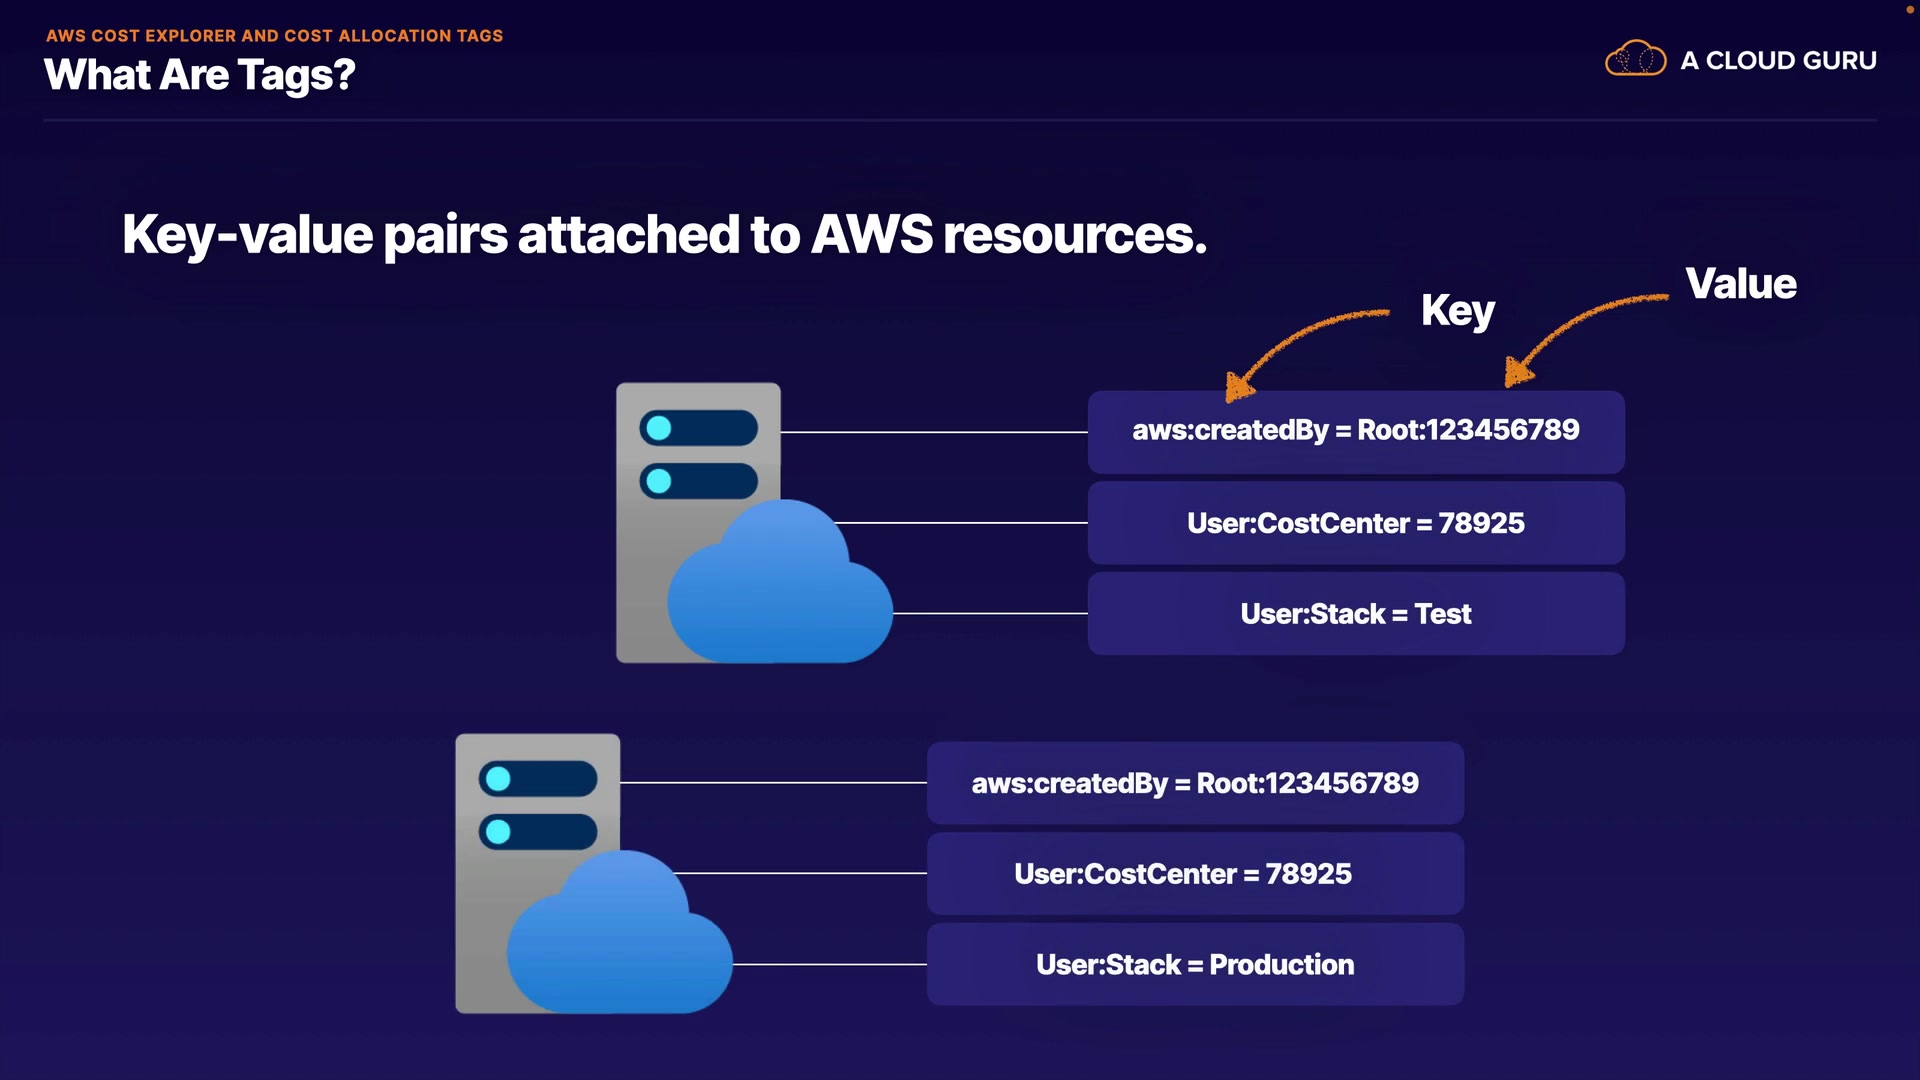 AWS COST EXPLORER AND COST ALLOCATION TAGS
What Are Tags?
A CLOUD GURU
Key-value pairs attached to AWS resources.
Key
Value
aws:createdBy = Root:123456789
User:CostCenter = 78925
User:Stack = Test
aws:createdBy = Root:123456789
User:CostCenter = 78925
User:Stack = Production